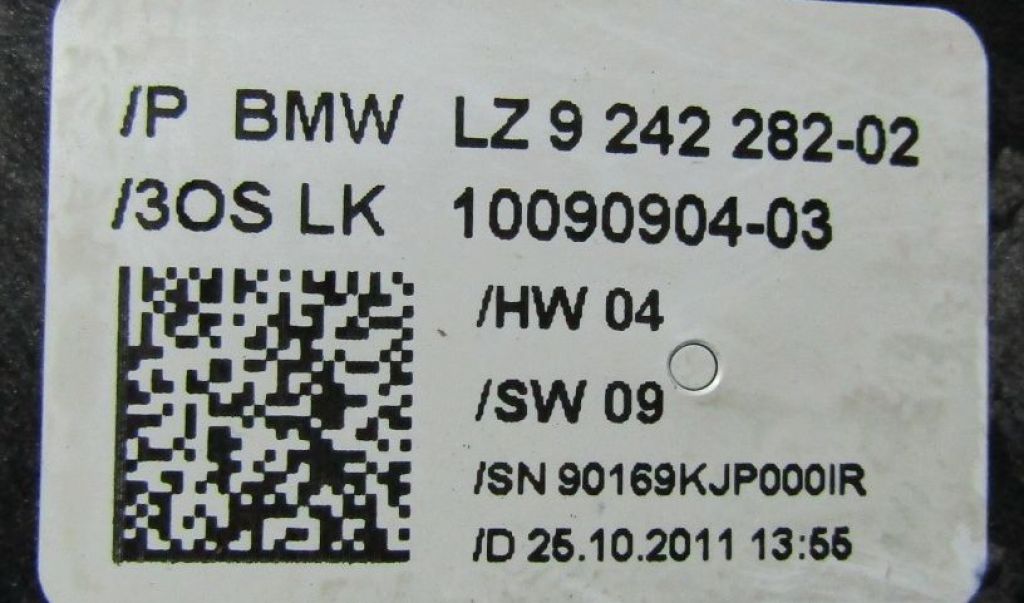 /P BMW LZ 9 242 282-02
/3OS LK 10090904-03
/HW 04
/SW 09
/SN 90169KJP000IR
/D 25.10.2011 13:55